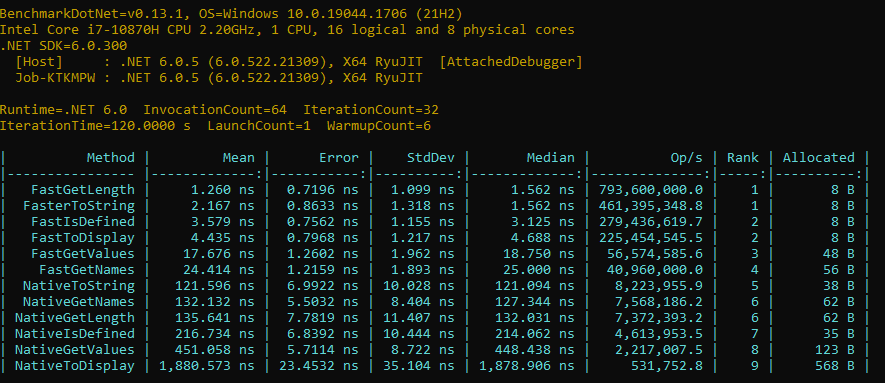 BenchmarkDotNet=v0.13.1, OS=Windows 10.0.19044.1706 (21H2)
Intel Core i7-10870H CPU 2.20GHz, 1 CPU, 16 logical and 8 physical cores
.NET SDK=6.0.300
  [Host]     : .NET 6.0.5 (6.0.522.21309), X64 RyuJIT  [AttachedDebugger]
  Job-KTKMPW : .NET 6.0.5 (6.0.522.21309), X64 RyuJIT

Runtime=.NET 6.0  InvocationCount=64  IterationCount=32
IterationTime=120.0000 s  LaunchCount=1  WarmupCount=6

|          Method |         Mean |      Error |    StdDev |       Median |          Op/s | Rank | Allocated |
|---------------- |-------------:|-----------:|----------:|-------------:|--------------:|-----:|----------:|
|   FastGetLength |     1.260 ns |  0.7196 ns |  1.099 ns |     1.562 ns | 793,600,000.0 |    1 |       8 B |
|  FasterToString |     2.167 ns |  0.8633 ns |  1.318 ns |     1.562 ns | 461,395,348.8 |    1 |       8 B |
|   FastIsDefined |     3.579 ns |  0.7562 ns |  1.155 ns |     3.125 ns | 279,436,619.7 |    2 |       8 B |
|   FastToDisplay |     4.435 ns |  0.7968 ns |  1.217 ns |     4.688 ns | 225,454,545.5 |    2 |       8 B |
|   FastGetValues |    17.676 ns |  1.2602 ns |  1.962 ns |    18.750 ns |  56,574,585.6 |    3 |      48 B |
|    FastGetNames |    24.414 ns |  1.2159 ns |  1.893 ns |    25.000 ns |  40,960,000.0 |    4 |      56 B |
|  NativeToString |   121.596 ns |  6.9922 ns | 10.028 ns |   121.094 ns |   8,223,955.9 |    5 |      38 B |
|  NativeGetNames |   132.132 ns |  5.5032 ns |  8.404 ns |   127.344 ns |   7,568,186.2 |    6 |      62 B |
| NativeGetLength |   135.641 ns |  7.7819 ns | 11.407 ns |   132.031 ns |   7,372,393.2 |    6 |      62 B |
| NativeIsDefined |   216.734 ns |  6.8392 ns | 10.444 ns |   214.062 ns |   4,613,953.5 |    7 |      35 B |
| NativeGetValues |   451.058 ns |  5.7114 ns |  8.722 ns |   448.438 ns |   2,217,007.5 |    8 |     123 B |
| NativeToDisplay | 1,880.573 ns | 23.4532 ns | 35.104 ns | 1,878.906 ns |     531,752.8 |    9 |     568 B |